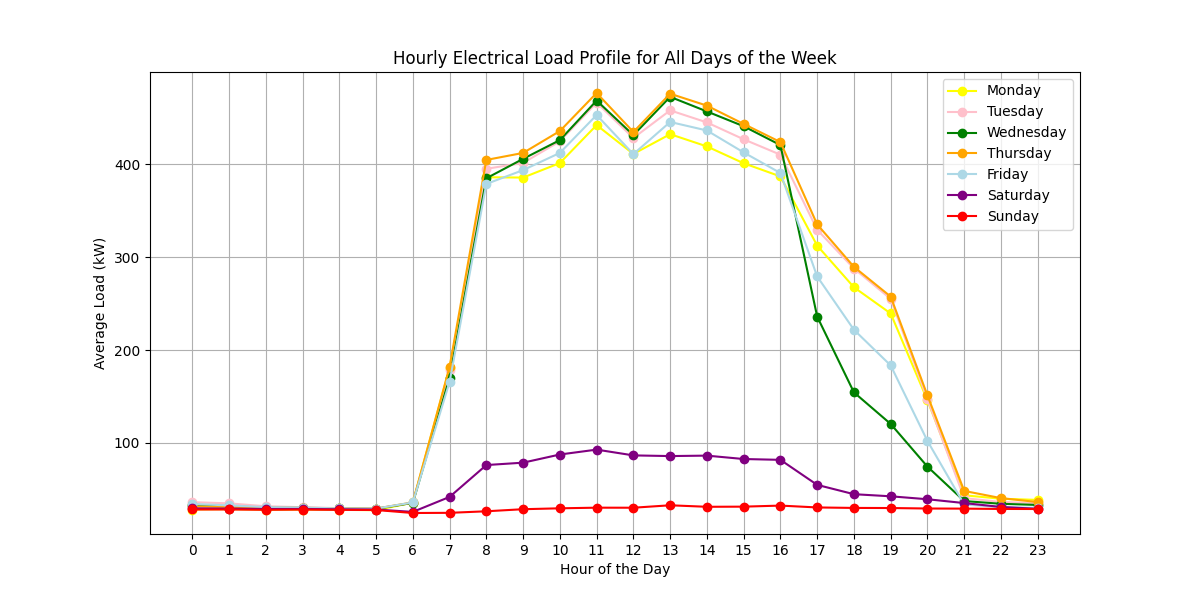 Hourly Electrical Load Profile for All Days of the Week
Monday
Tuesday
Wednesday
Thursday
Friday
Saturday
Sunday
400
300
200
100
Average Load (kW)
0 1 2 3 4 5 6 7 8 9 10 11 12 13 14 15 16 17 18 19 20 21 22 23
Hour of the Day